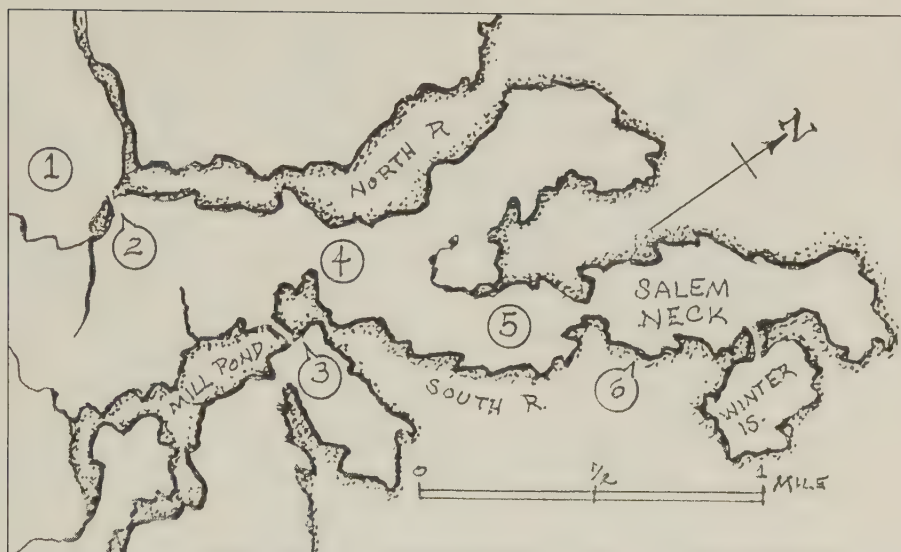 1
NORTH R
N
2
4
SALEM
NECK
5
MILL POND
3
SOUTH R.
6
WINTER
IS.
0
1/2
1
MILE